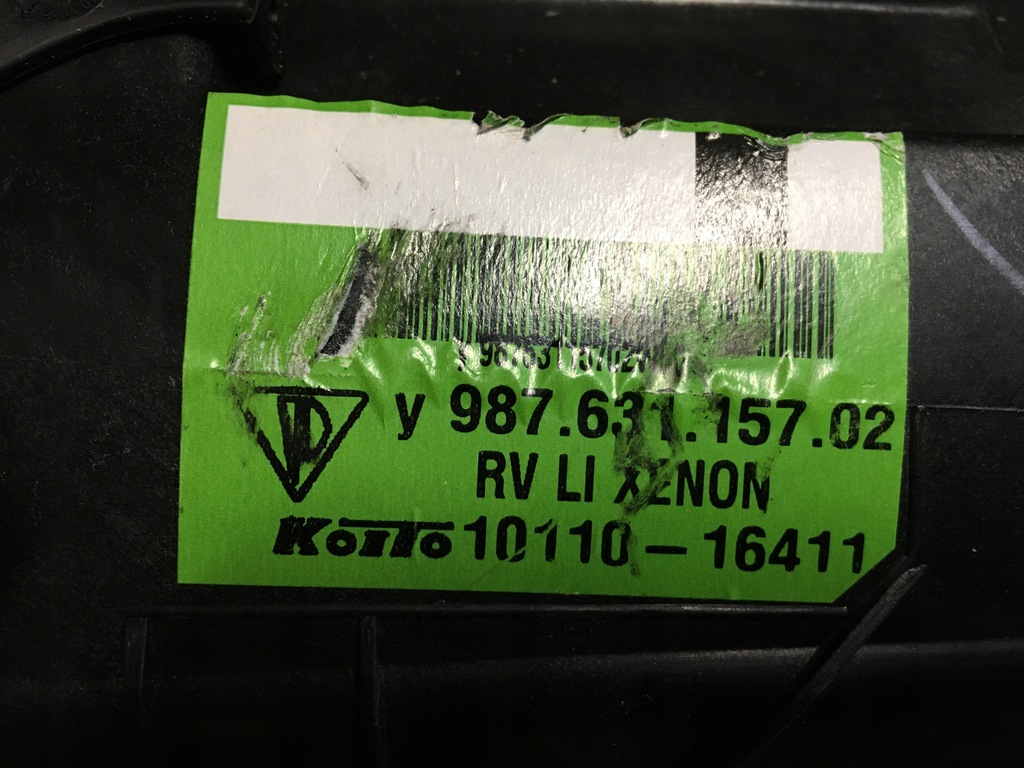 y 987.631.157.02
RV LI XENON
KoITo 10110 – 16411